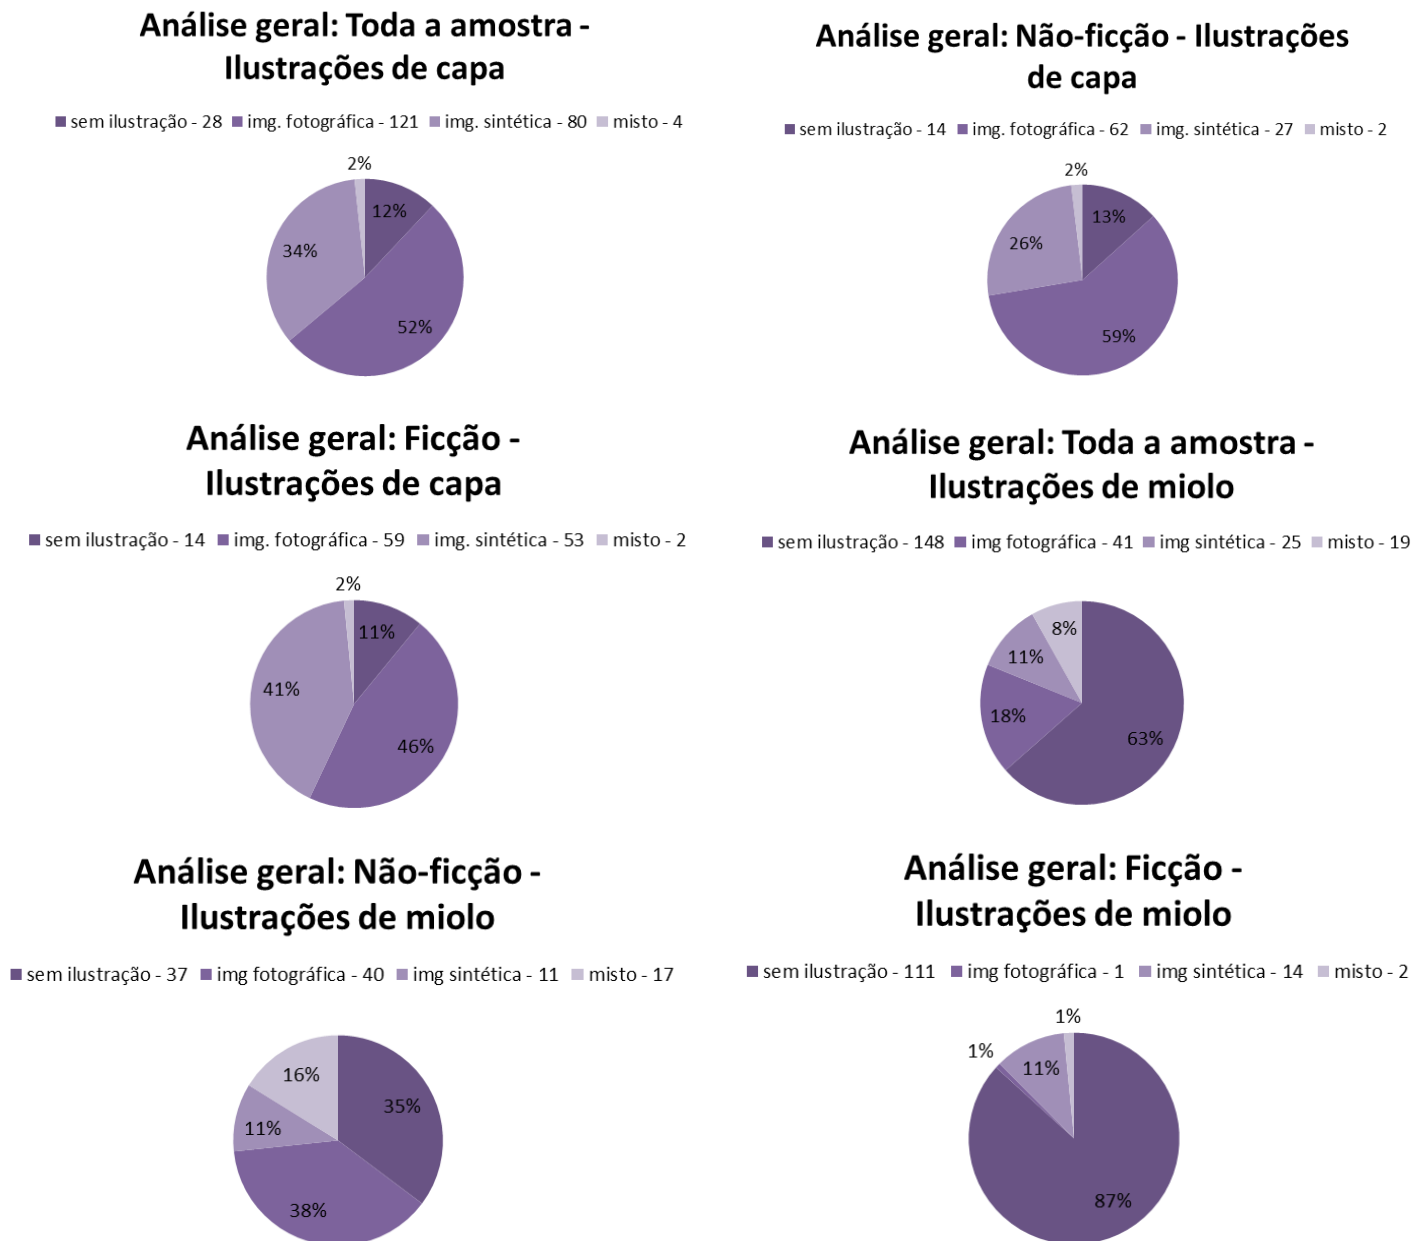 Análise geral: Toda a amostra -
Ilustrações de capa
sem ilustração - 28 img. fotográfica - 121 img. sintética - 80 misto - 4
2%
12%
34%
52%
Análise geral: Não-ficção - Ilustrações
de capa
sem ilustração - 14 img. fotográfica - 62 img. sintética - 27 misto - 2
2%
13%
26%
59%
Análise geral: Ficção -
Ilustrações de capa
sem ilustração - 14 img. fotográfica - 59 img. sintética - 53 misto - 2
2%
11%
41%
46%
Análise geral: Toda a amostra -
Ilustrações de miolo
sem ilustração - 148 img fotográfica - 41 img sintética - 25 misto - 19
8%
11%
18%
63%
Análise geral: Não-ficção -
Ilustrações de miolo
sem ilustração - 37 img fotográfica - 40 img sintética - 11 misto - 17
16%
35%
11%
38%
Análise geral: Ficção -
Ilustrações de miolo
sem ilustração - 111 img fotográfica - 1 img sintética - 14 misto - 2
1%
1%
11%
87%